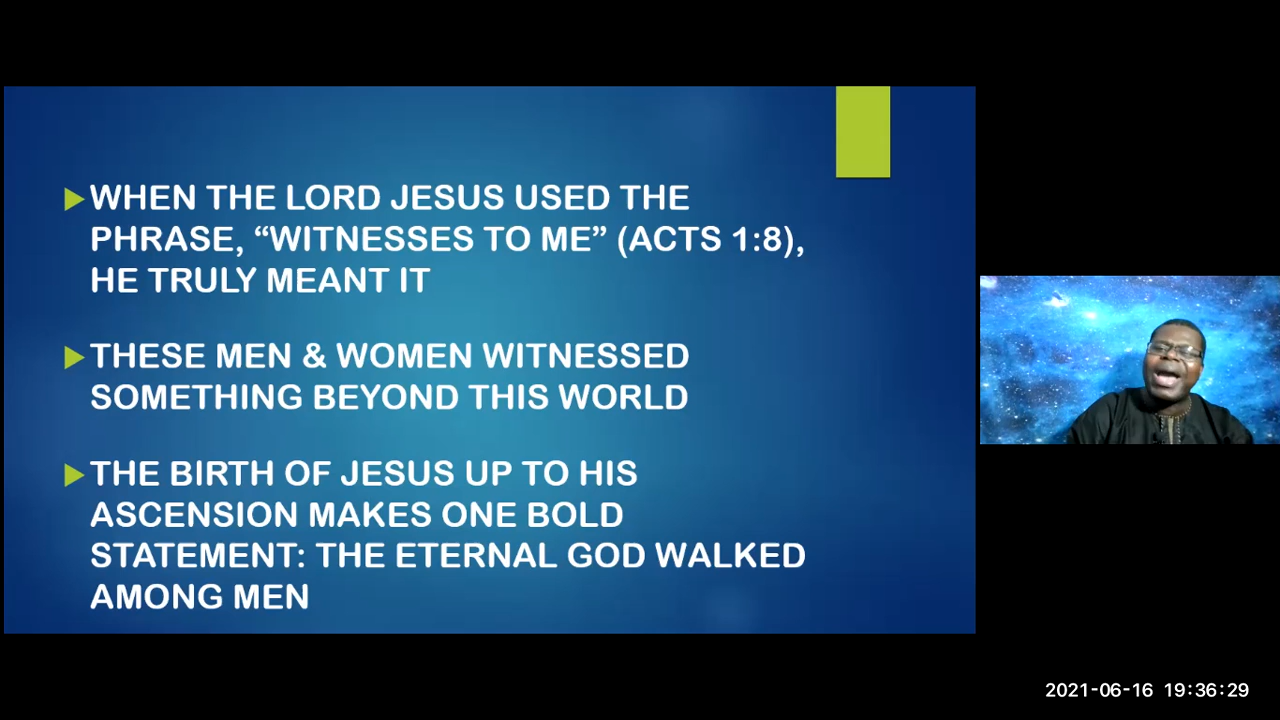 WHEN THE LORD JESUS USED THE
PHRASE, “WITNESSES TO ME” (ACTS 1:8),
HE TRULY MEANT IT
THESE MEN & WOMEN WITNESSED
SOMETHING BEYOND THIS WORLD
THE BIRTH OF JESUS UP TO HIS
ASCENSION MAKES ONE BOLD
STATEMENT: THE ETERNAL GOD WALKED
AMONG MEN
2021-06-16 19:36:29